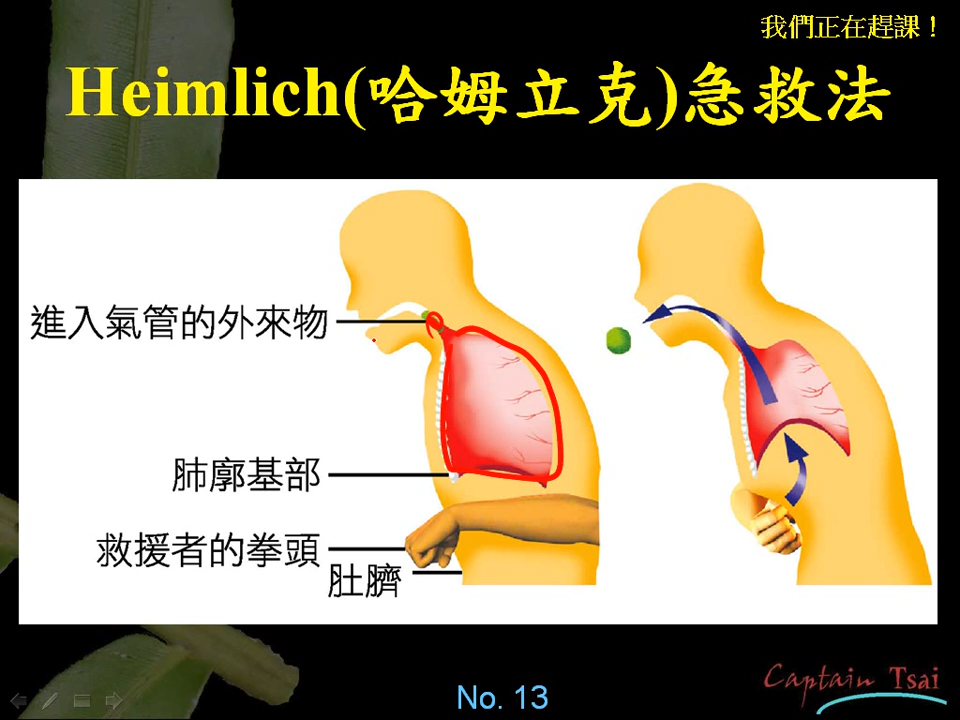 我們正在趕課！
Heimlich(哈姆立克)急救法
進入氣管的外來物
肺廓基部
救援者的拳頭
肚臍
No. 13
Captain Tsai